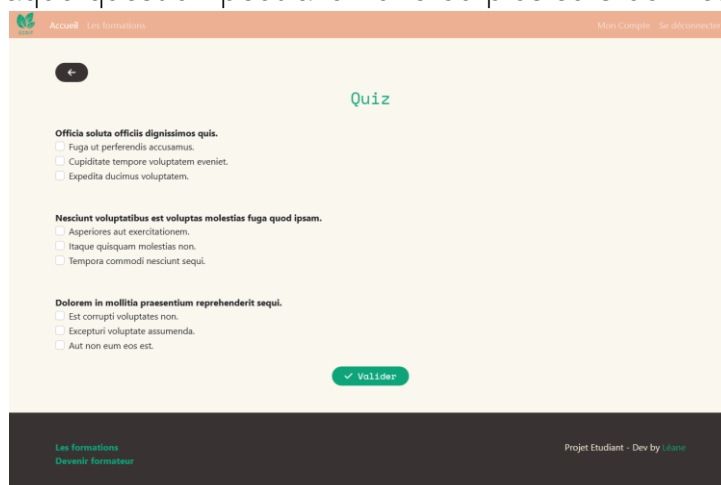 Accueil Les formations Mon Compte Se déconnecter
Quiz
Officia soluta officiis dignissimos quis.
Fuga ut perferendis accusamus.
Cupiditate tempore voluptatem eveniet.
Expedita ducimus voluptatem.
Nesciunt voluptatibus est voluptas molestias fuga quod ipsam.
Asperiores aut exercitationem.
Itaque quisquam molestias non.
Tempora commodi nesciunt sequi.
Dolorem in mollitia praesentium reprehenderit sequi.
Est corrupti voluptates non.
Excepturi voluptate assumenda.
Aut non eum eos est.
Valider
Les formations
Devenir formateur
Projet Etudiant - Dev by Léane